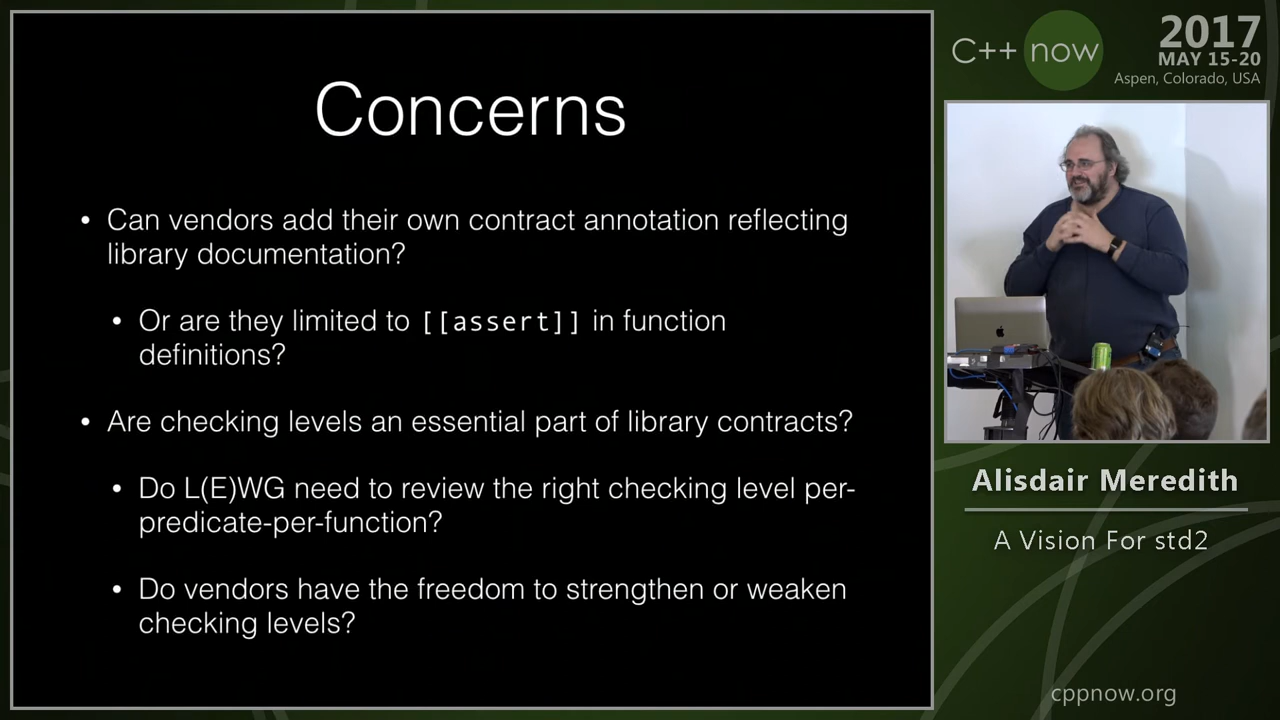 Concerns
• Can vendors add their own contract annotation reflecting
library documentation?
• Or are they limited to [[assert]] in function
definitions?
• Are checking levels an essential part of library contracts?
• Do L(E)WG need to review the right checking level per-
predicate-per-function?
• Do vendors have the freedom to strengthen or weaken
checking levels?
C++ now
2017
MAY 15-20
Aspen, Colorado, USA
Alisdair Meredith
A Vision For std2
cppnow.org